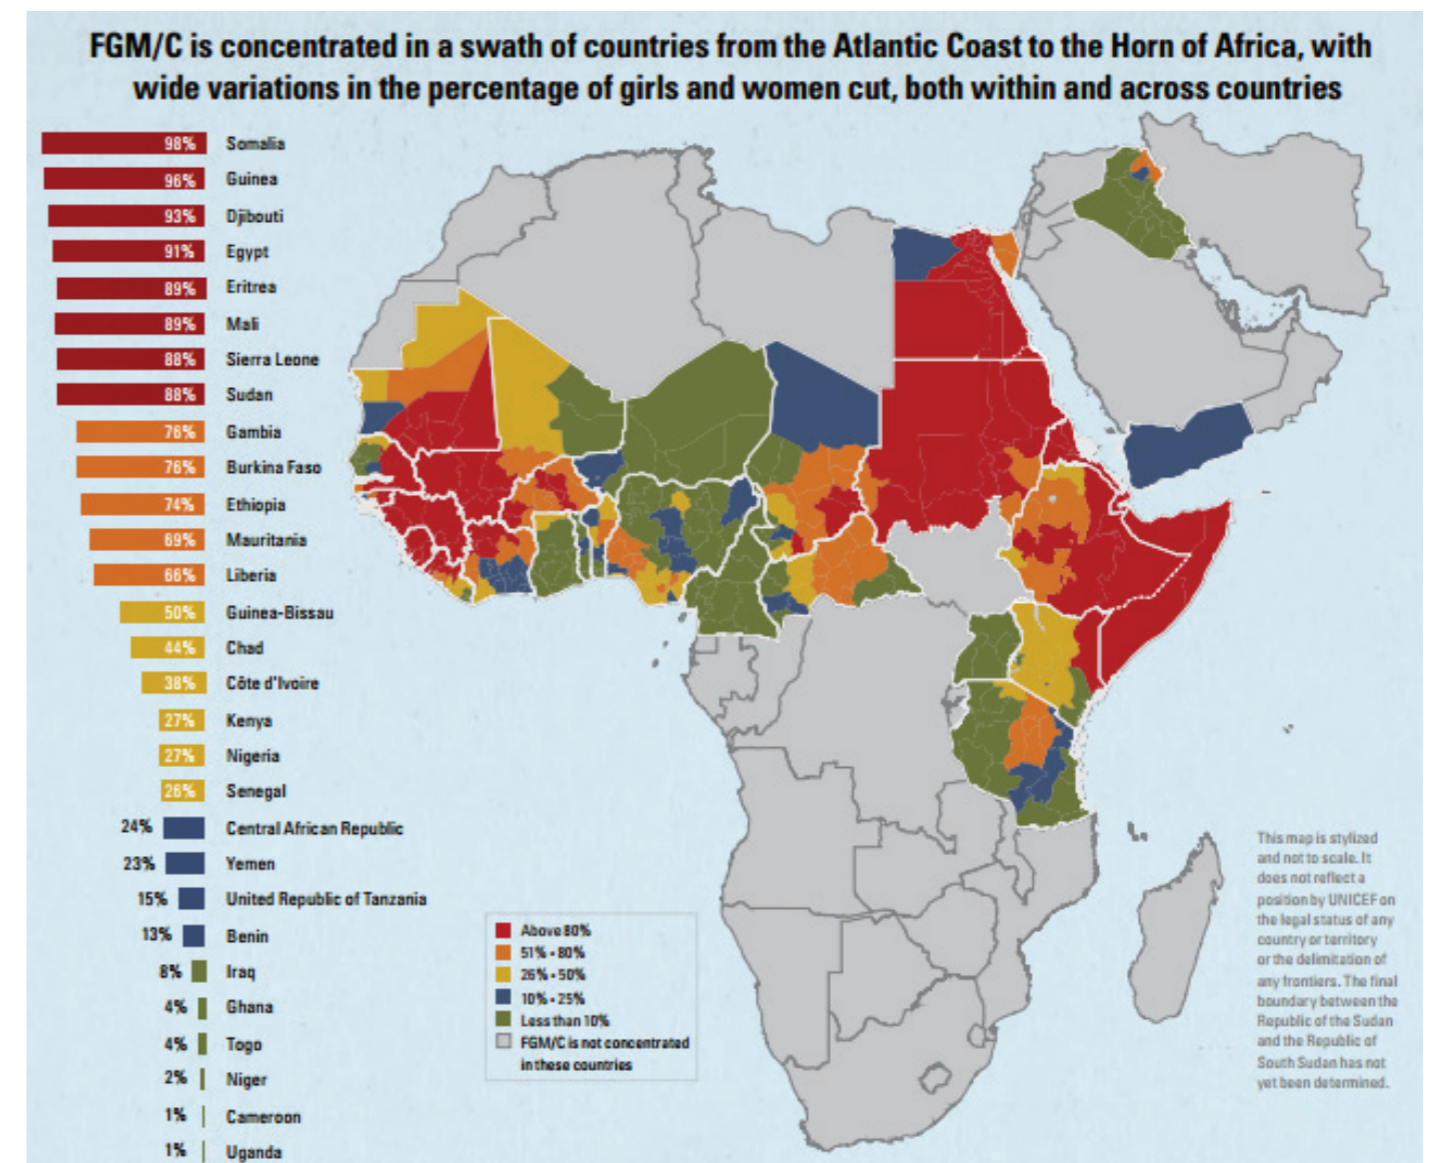 FGM/C is concentrated in a swath of countries from the Atlantic Coast to the Horn of Africa, with
wide variations in the percentage of girls and women cut, both within and across countries
98% Somalia
96% Guinea
93% Djibouti
91% Egypt
89% Eritrea
89% Mali
88% Sierra Leone
88% Sudan
76% Gambia
76% Burkina Faso
74% Ethiopia
69% Mauritania
66% Liberia
50% Guinea-Bissau
44% Chad
38% Côte d'Ivoire
27% Kenya
27% Nigeria
26% Senegal
24% Central African Republic
23% Yemen
15% United Republic of Tanzania
13% Benin
8% Iraq
4% Ghana
4% Togo
2% Niger
1% Cameroon
1% Uganda
Above 80%
51% - 80%
26% - 50%
10% - 25%
Less than 10%
FGM/C is not concentrated
in these countries
This map is stylized
and not to scale. It
does not reflect a
position by UNICEF on
the legal status of any
country or territory
or the delimitation of
any frontiers. The final
boundary between the
Republic of the Sudan
and the Republic of
South Sudan has not
yet been determined.